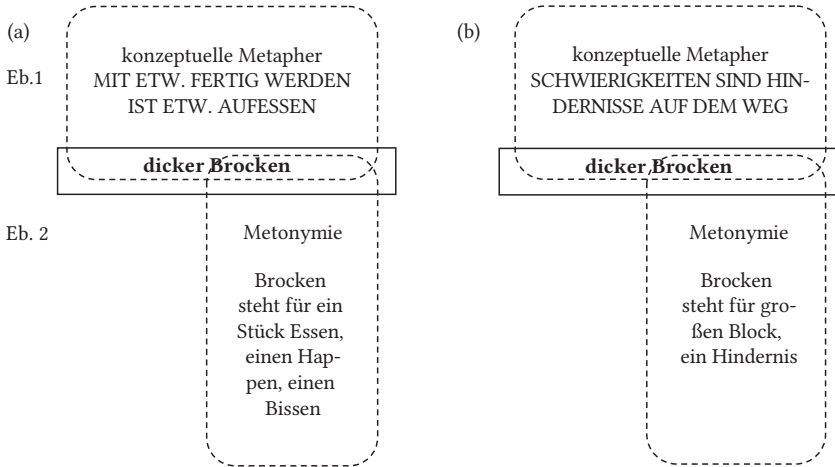 (a)
Eb.1
konzeptuelle Metapher
MIT ETW. FERTIG WERDEN
IST ETW. AUFESSEN
dicker Brocken
Eb. 2
Metonymie
Brocken
steht für ein
Stück Essen,
einen Hap-
pen, einen
Bissen
(b)
konzeptuelle Metapher
SCHWIERIGKEITEN SIND HIN-
DERNISSE AUF DEM WEG
dicker Brocken
Metonymie
Brocken
steht für gro-
ßen Block,
ein Hindernis